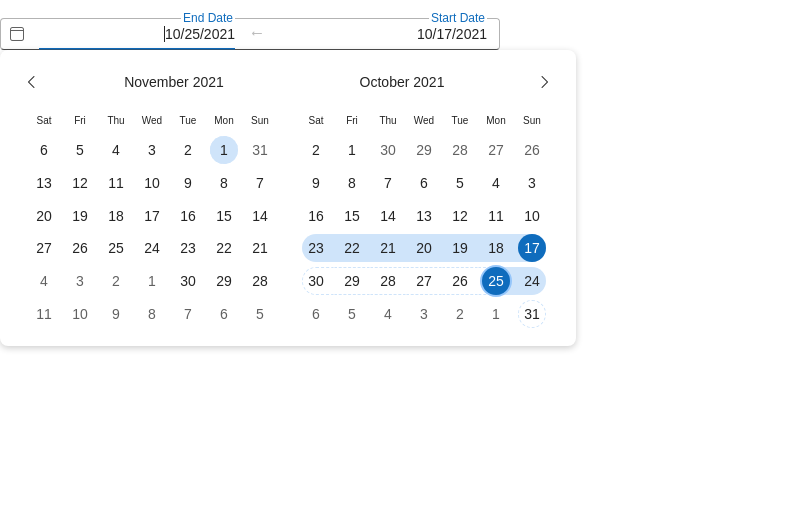 End Date Start Date
10/25/2021 ← 10/17/2021
November 2021 October 2021
Sat Fri Thu Wed Tue Mon Sun Sat Fri Thu Wed Tue Mon Sun
6 5 4 3 2 1 31 2 1 30 29 28 27 26
13 12 11 10 9 8 7 9 8 7 6 5 4 3
20 19 18 17 16 15 14 16 15 14 13 12 11 10
27 26 25 24 23 22 21 23 22 21 20 19 18 17
4 3 2 1 30 29 28 30 29 28 27 26 25 24
11 10 9 8 7 6 5 6 5 4 3 2 1 31